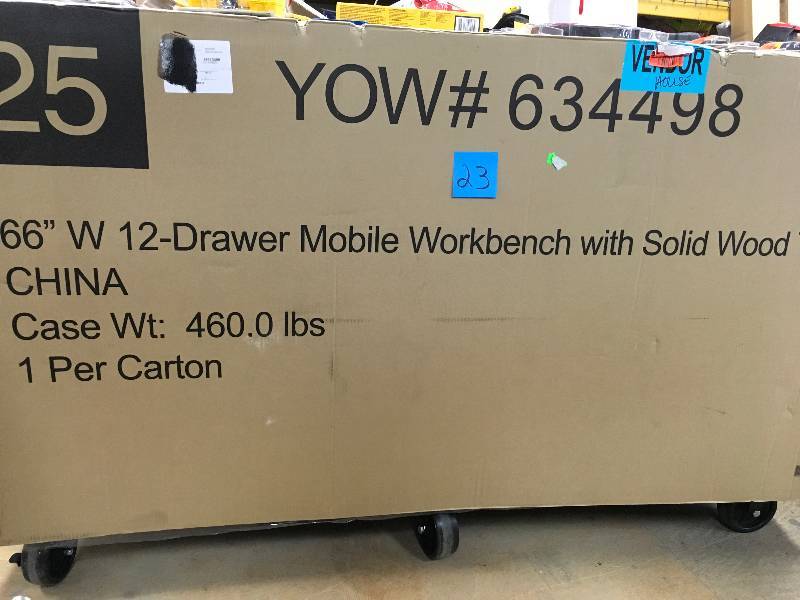 25
YOW# 634498
VENDOR
HOUSE
23
66" W 12-Drawer Mobile Workbench with Solid Wood
CHINA
Case Wt: 460.0 lbs
1 Per Carton